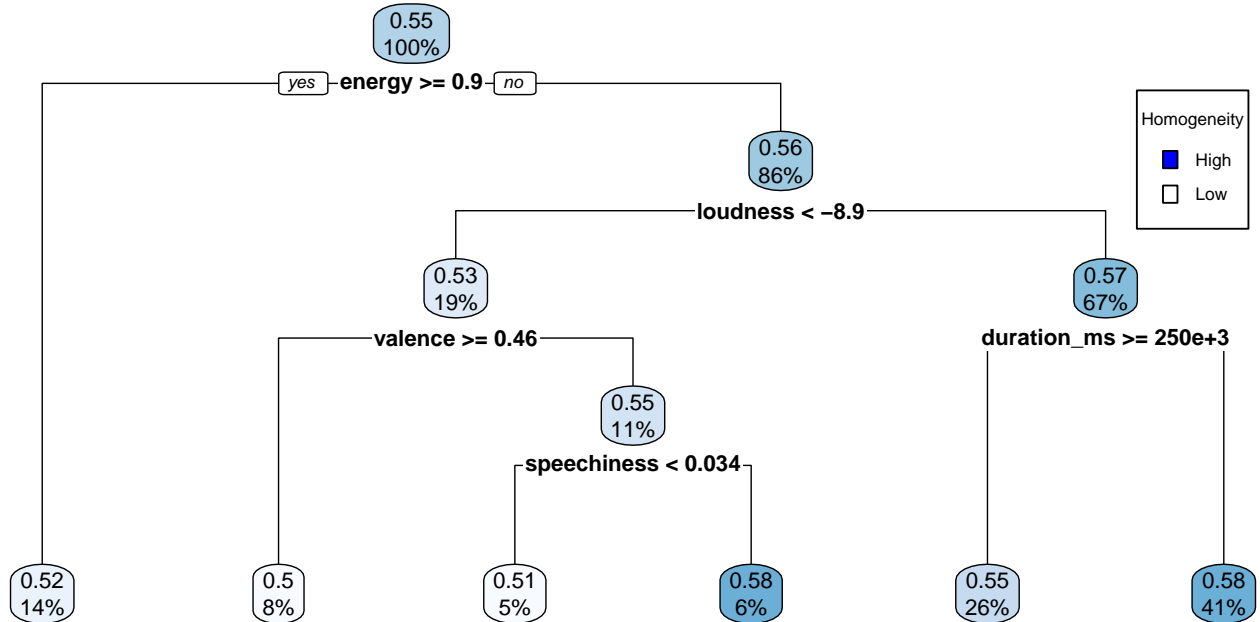 0.55
100%
yes energy >= 0.9 no
Homogeneity
High
Low
0.56
86%
loudness < −8.9
0.53
19%
0.57
67%
valence >= 0.46
duration_ms >= 250e+3
0.55
11%
speechiness < 0.034
0.52
14%
0.5
8%
0.51
5%
0.58
6%
0.55
26%
0.58
41%